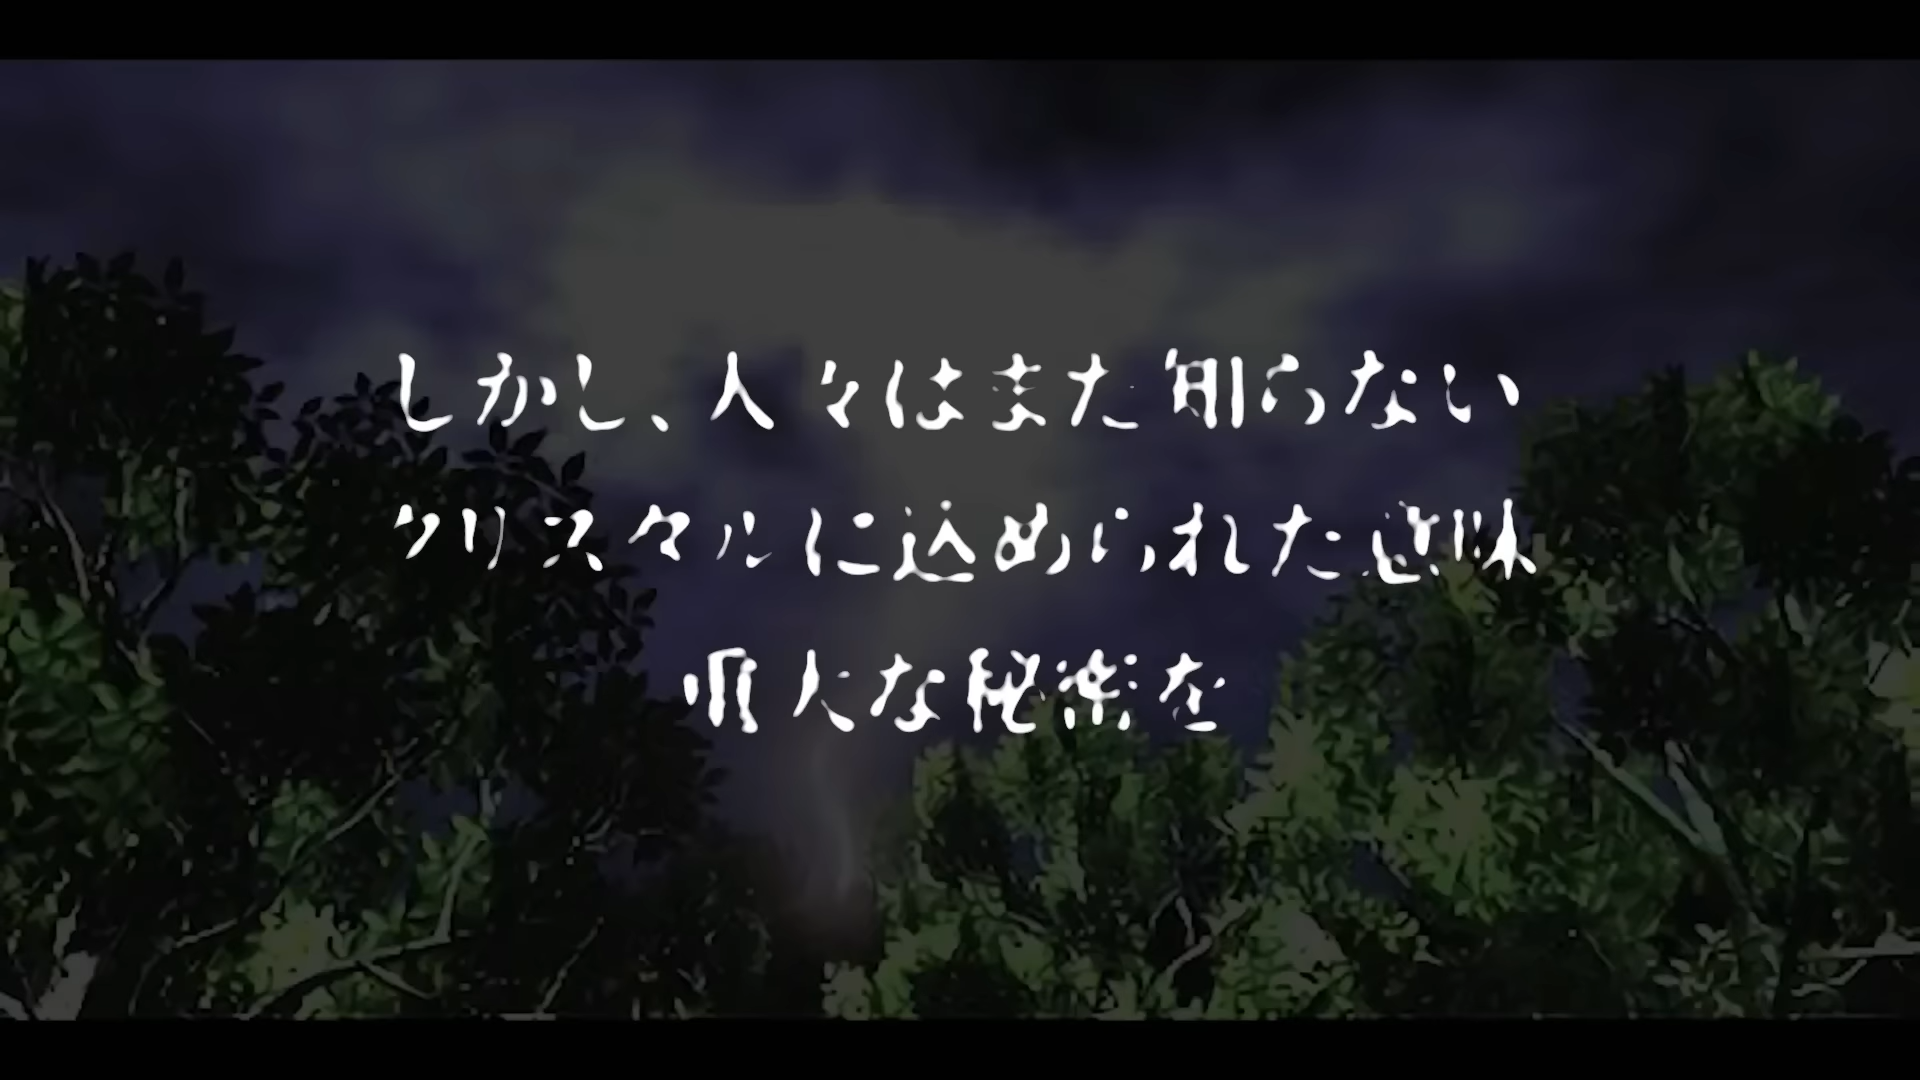 しかし、人々はまだ知らない
クリスタルに込められた意味
重大な秘密を